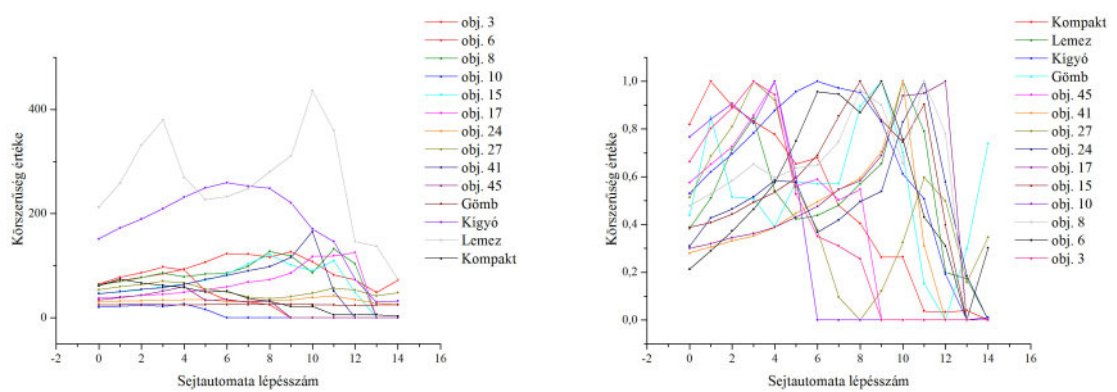 obj. 3
obj. 6
obj. 8
obj. 10
obj. 15
obj. 17
obj. 24
obj. 27
obj. 41
obj. 45
Gömb
Kígyó
Lemez
Kompakt
400
200
0
-2 0 2 4 6 8 10 12 14 16
Körszerűség értéke
Sejtautomata lépésszám
Kompakt
Lemez
Kígyó
Gömb
obj. 45
obj. 41
obj. 27
obj. 24
obj. 17
obj. 15
obj. 10
obj. 8
obj. 6
obj. 3
1,0
0,8
0,6
0,4
0,2
0,0
-2 0 2 4 6 8 10 12 14 16
Körszerűség értéke
Sejtautomata lépésszám